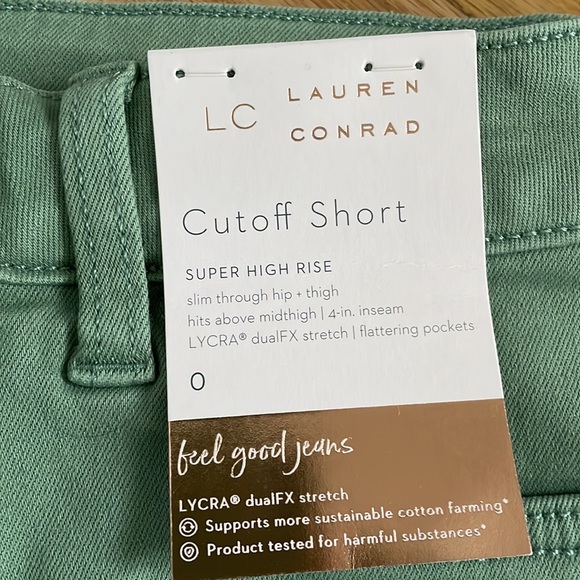 LC LAUREN
CONRAD
Cutoff Short
SUPER HIGH RISE
slim through hip + thigh
hits above midthigh | 4-in. inseam
LYCRA® dualFX stretch | flattering pockets
0
feel good jeans
LYCRA® dualFX stretch
Supports more sustainable cotton farming*
Product tested for harmful substances*